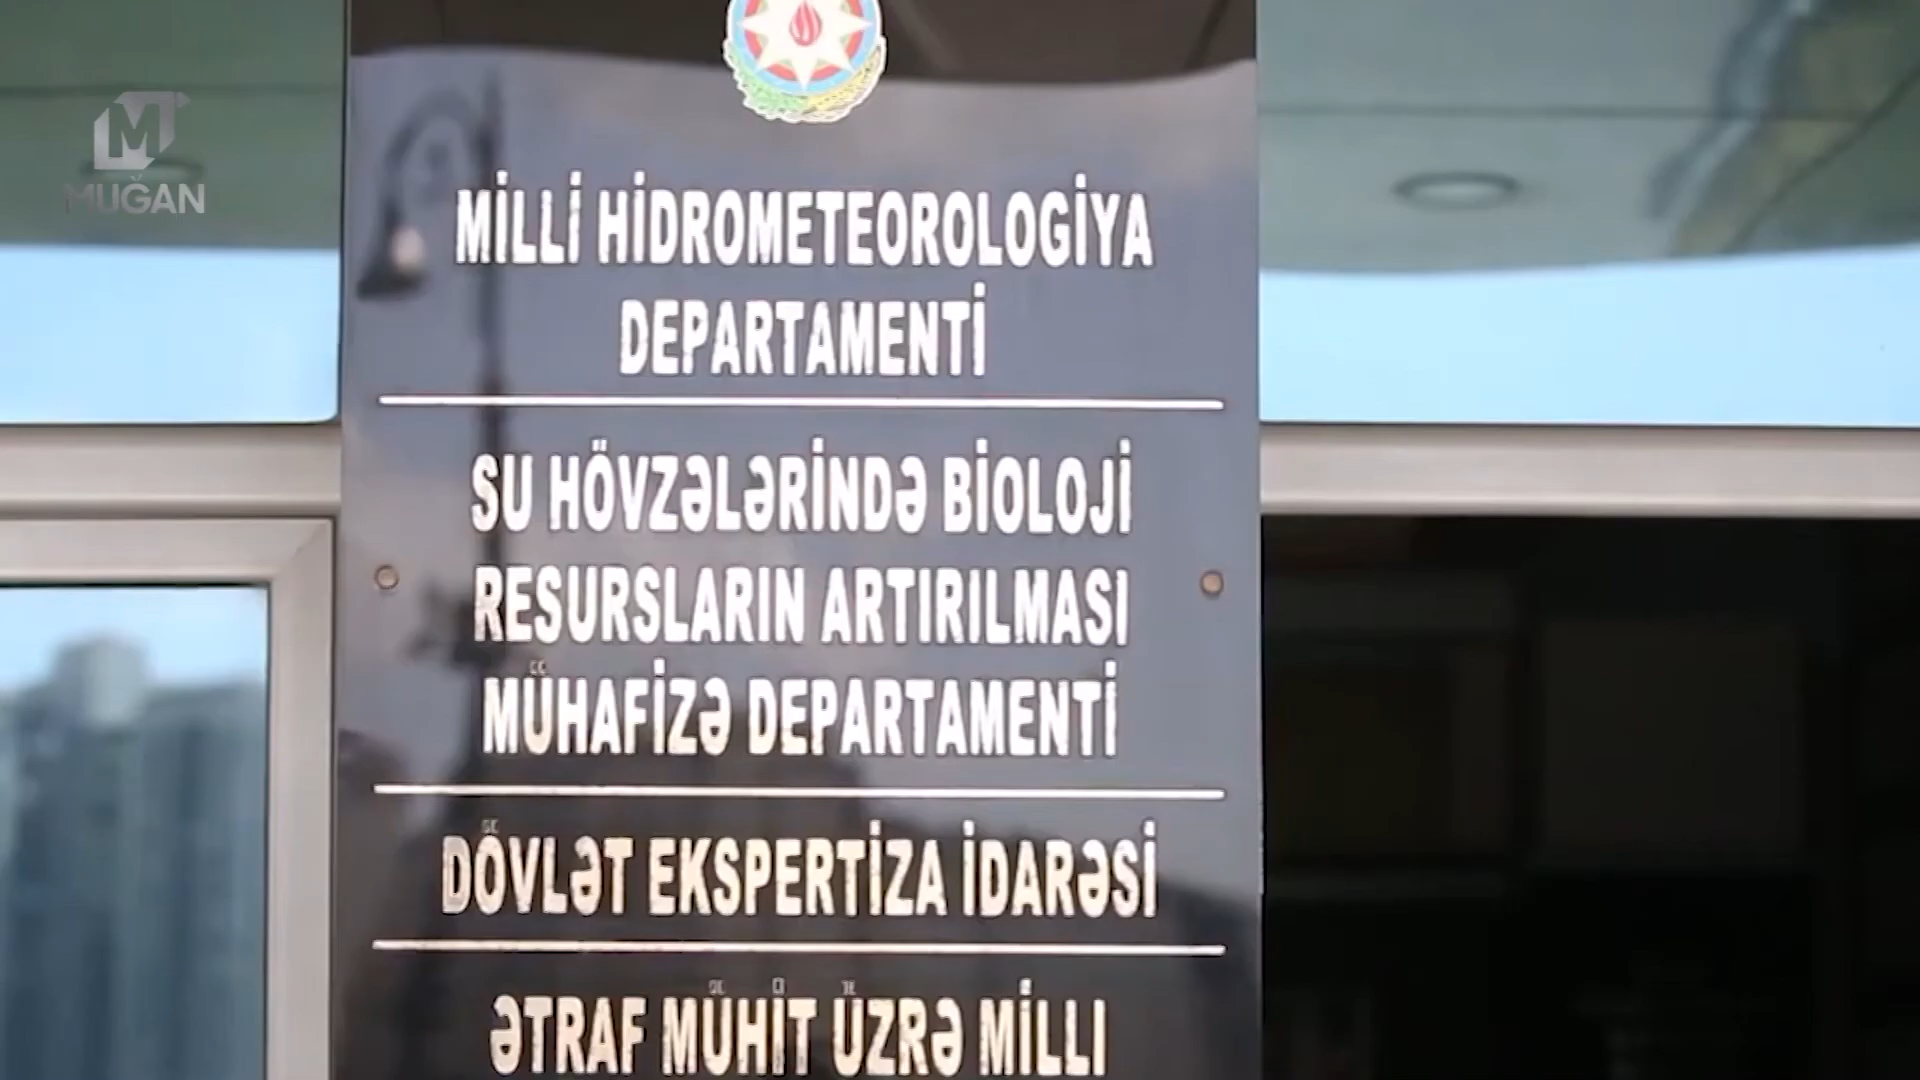 MUĞAN
MİLLİ HİDROMETEOROLOGİYA
DEPARTAMENTİ
SU HÖVZƏLƏRİNDƏ BİOLOJİ
RESURSLARIN ARTIRILMASI
MÜHAFİZƏ DEPARTAMENTİ
DÖVLƏT EKSPERTİZA İDARƏSİ
ƏTRAF MÜHİT ÜZRƏ MİLLI